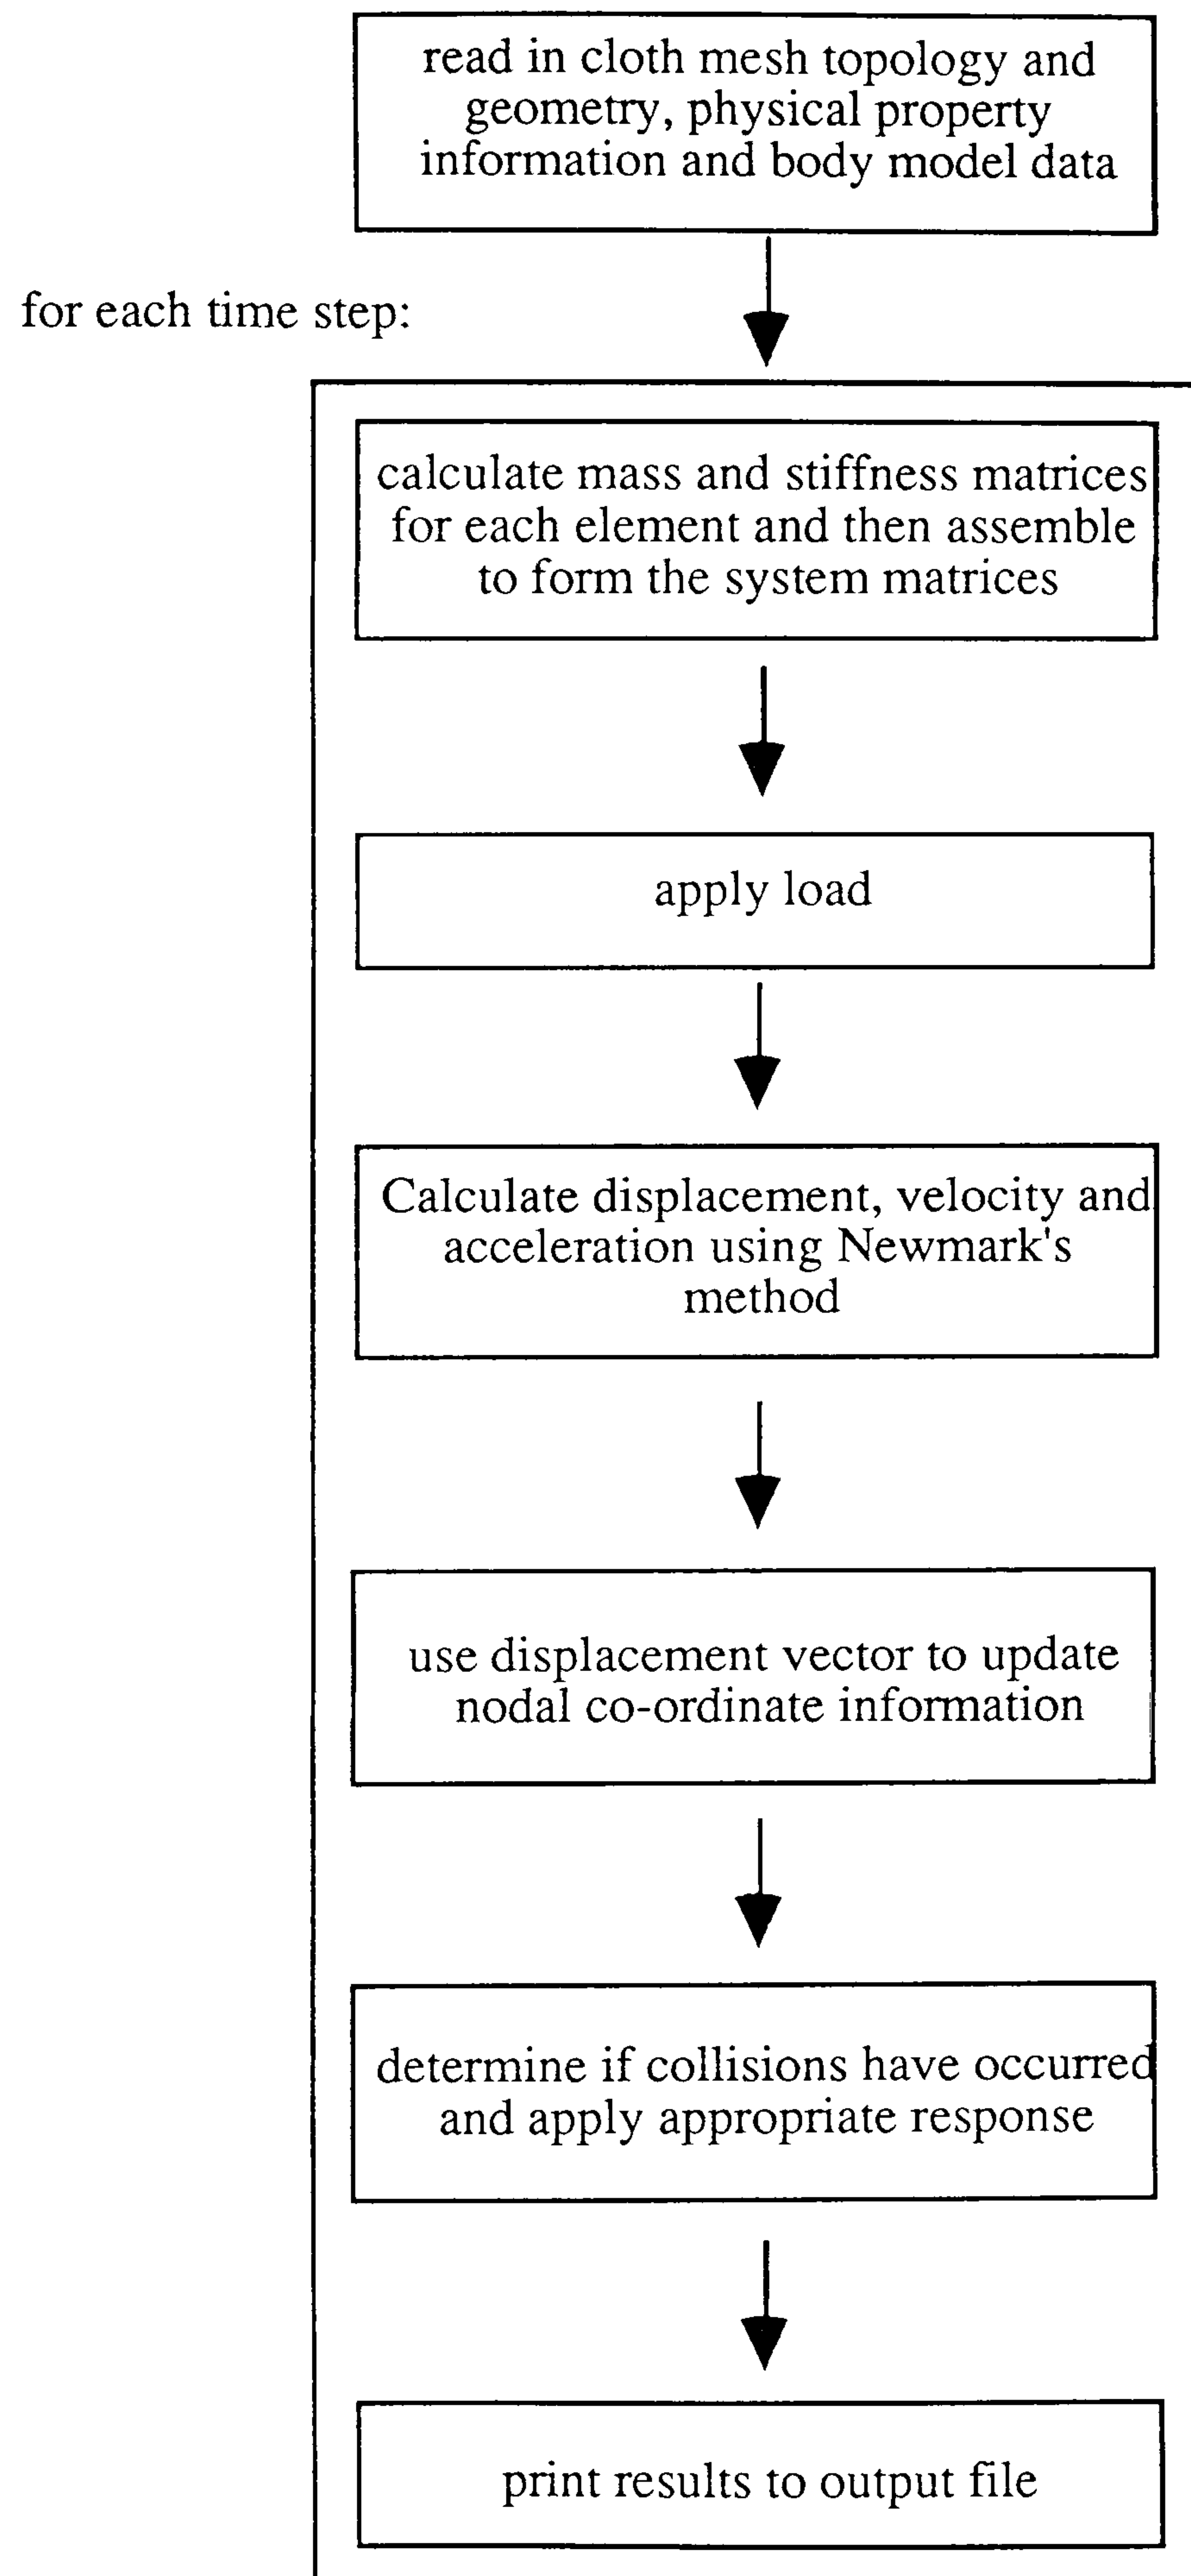 read in cloth mesh topology and
geometry, physical property
information and body model data
for each time step:
calculate mass and stiffness matrices
for each element and then assemble
to form the system matrices
apply load
Calculate displacement, velocity and
acceleration using Newmark's
method
use displacement vector to update
nodal co-ordinate information
determine if collisions have occurred
and apply appropriate response
print results to output file